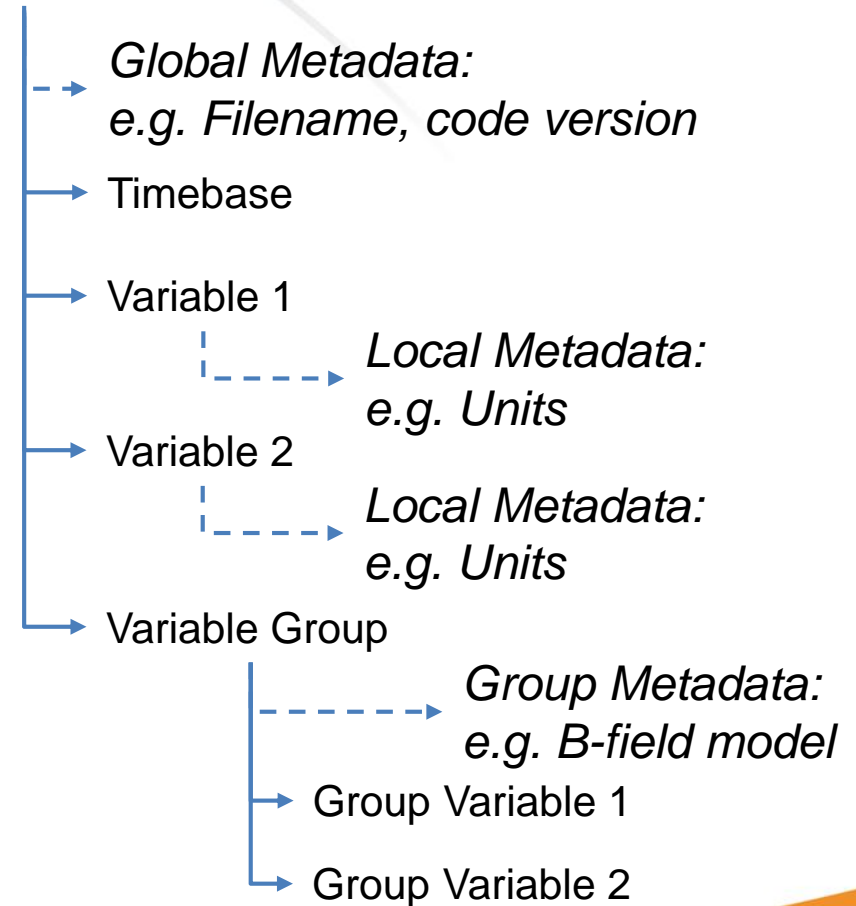 Global Metadata:
e.g. Filename, code version
Timebase
Variable 1
Local Metadata:
e.g. Units
Variable 2
Local Metadata:
e.g. Units
Variable Group
Group Metadata:
e.g. B-field model
Group Variable 1
Group Variable 2